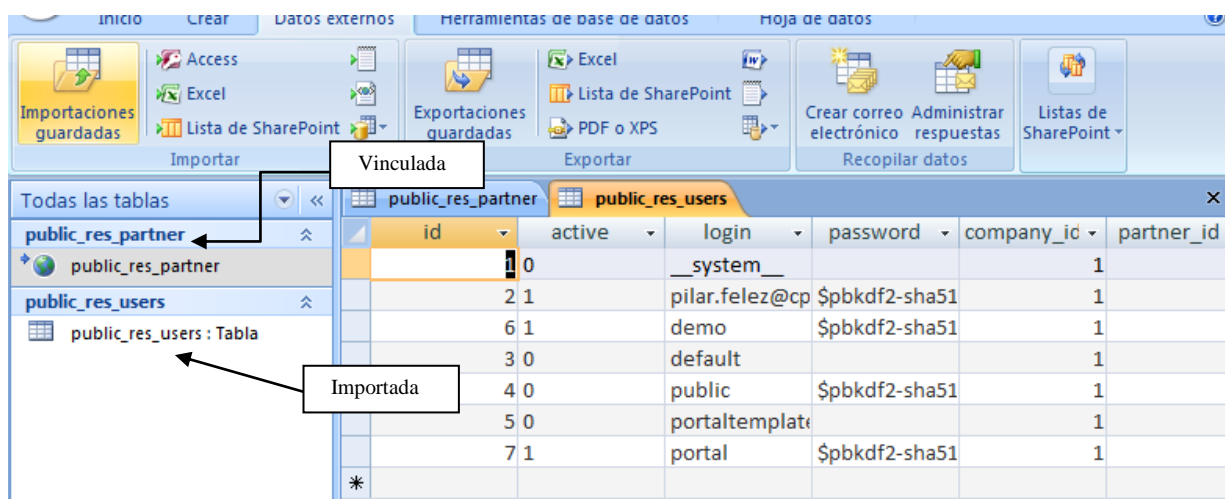 Inicio Crear Datos externos Herramientas de base de datos Hoja de datos
Importaciones guardadas
Access
Excel
Lista de SharePoint
Importar
Exportaciones guardadas
Excel
Lista de SharePoint
PDF o XPS
Exportar
Crear correo electrónico
Administrar respuestas
Recopilar datos
Listas de SharePoint
Vinculada
Todas las tablas
public_res_partner
public_res_partner
public_res_users
public_res_users : Tabla
Importada
public_res_partner public_res_users
id active login password company_id partner_id
1 0 __system__ 1
2 1 pilar.felez@cp $pbkdf2-sha51 1
6 1 demo $pbkdf2-sha51 1
3 0 default 1
4 0 public $pbkdf2-sha51 1
5 0 portaltemplate 1
7 1 portal $pbkdf2-sha51 1